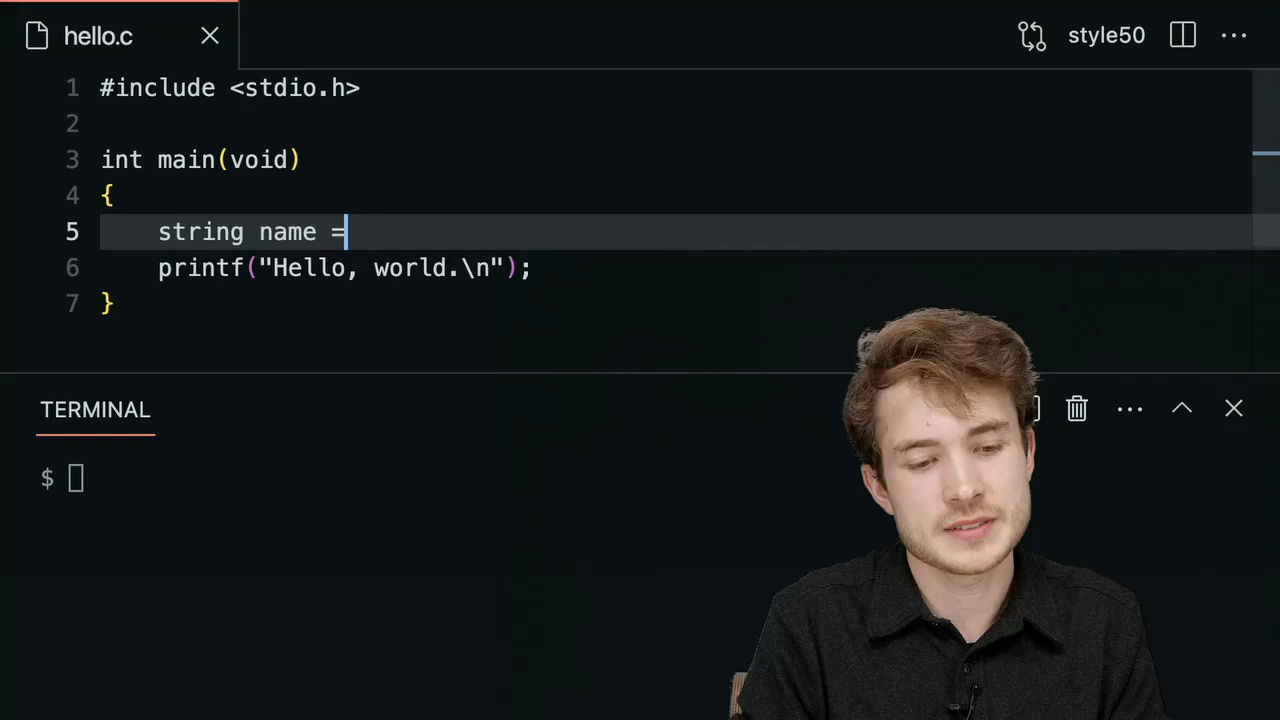 hello.c
style50
1 #include <stdio.h>
2
3 int main(void)
4 {
5     string name =
6     printf("Hello, world.\n");
7 }
TERMINAL
$